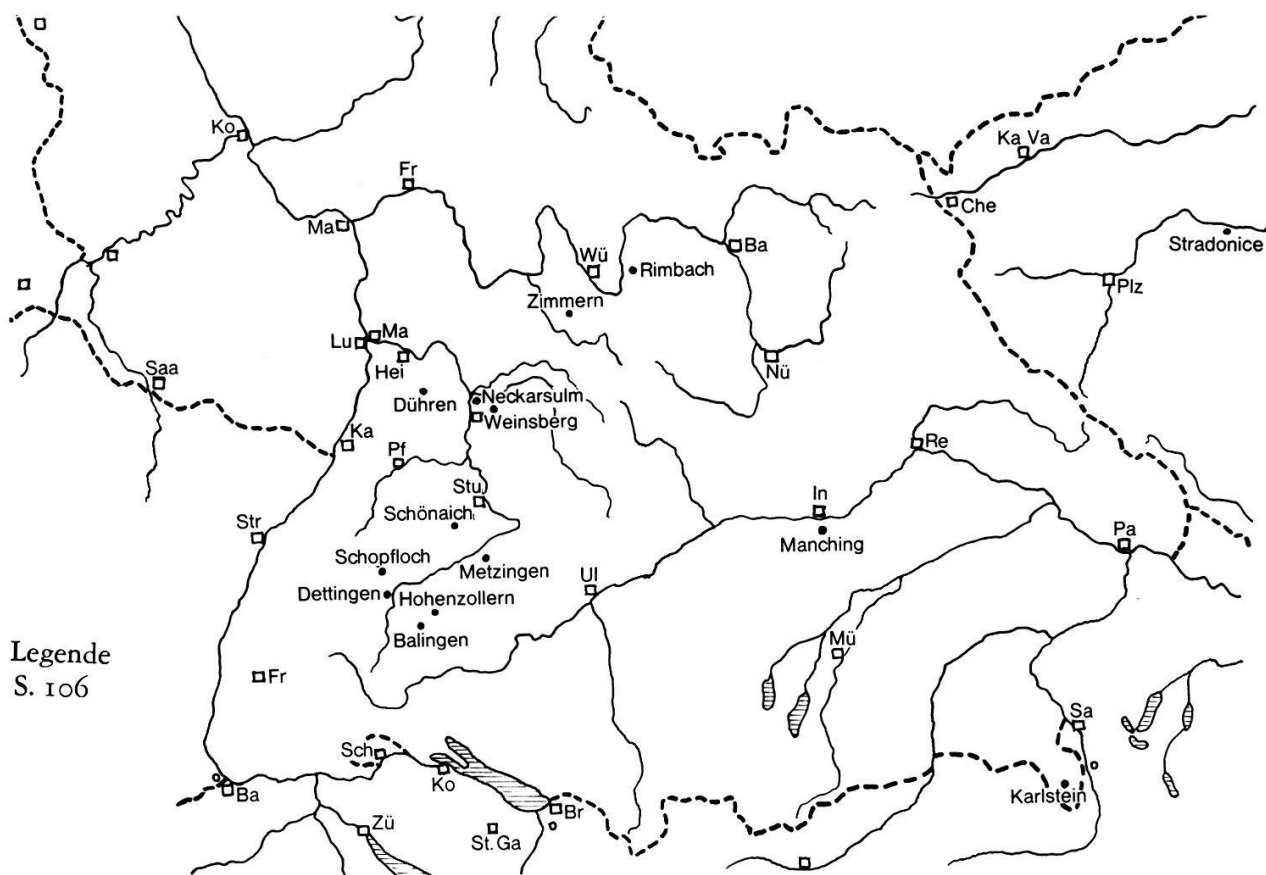 Ko
Ka Va
Fr
Che
Ma
Wü
Ba
Stradonice
Rimbach
Plz
Zimmern
Ma
Lu
Hei
Nü
Saa
Dühren
Neckarsulm
Weinsberg
Ka
Pf
Re
Stu
In
Schönaich
Str
Manching
Pa
Schopfloch
Metzingen
Ul
Dettingen
Hohenzollern
Balingen
Mü
Legende
S. 106
Fr
Sa
Sch
Ko
Ba
Karlstein
Br
Zü
St. Ga